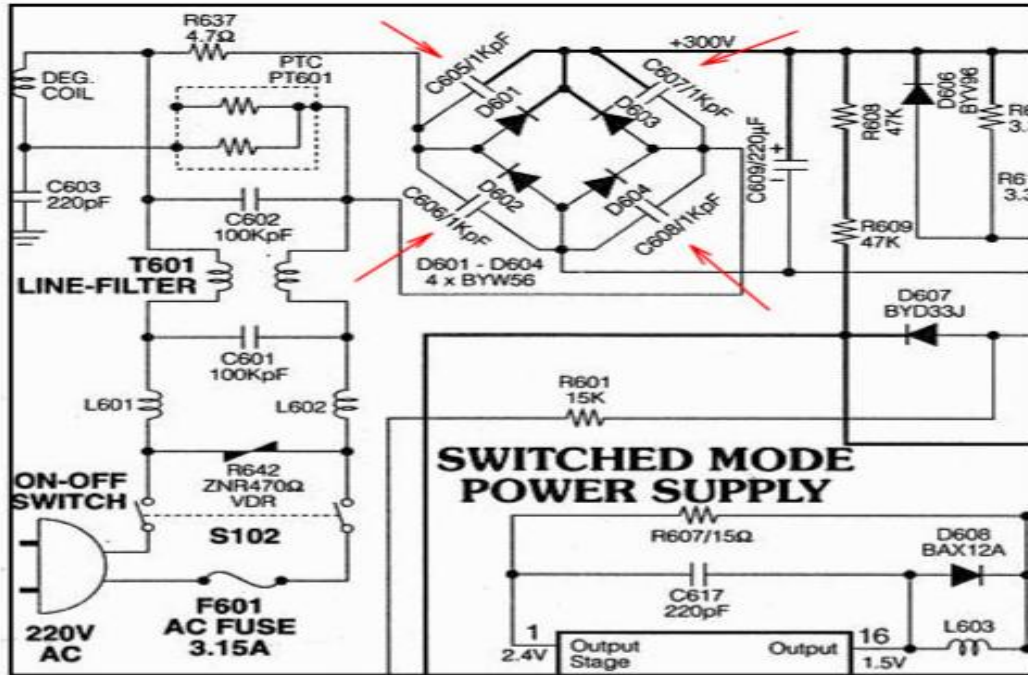 R637
4.7Ω
DEG.
COIL
PTC
PT601
C603
220pF
C602
100KpF
T601
LINE-FILTER
C601
100KpF
L601
L602
R642
ZNR470Ω
VDR
ON-OFF
SWITCH
S102
F601
AC FUSE
3.15A
220V
AC
C605/1KpF
D601
C607/1KpF
D603
C606/1KpF
D602
D604
C608/1KpF
D601 - D604
4 x BYW56
+300V
C609/220µF
+
−
R608
47K
D606
BYV96
R609
47K
D607
BYD33J
R601
15K
SWITCHED MODE
POWER SUPPLY
R607/15Ω
D608
BAX12A
C617
220pF
L603
1
2.4V
Output
Stage
Output
16
1.5V